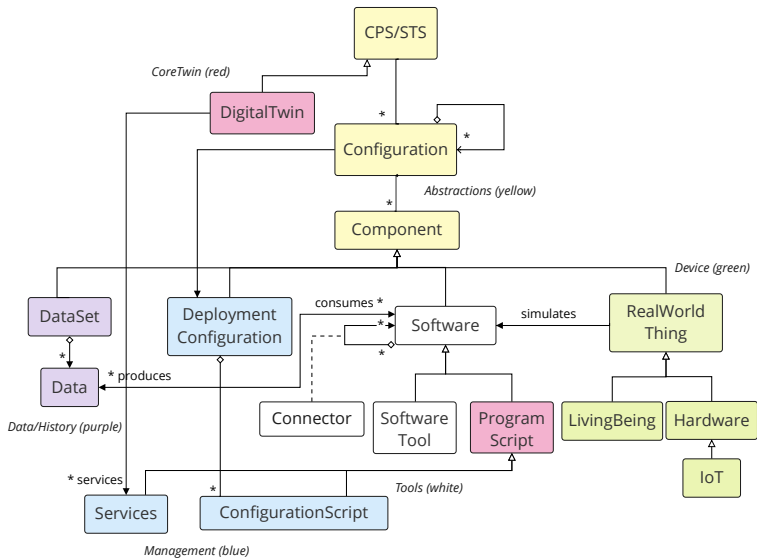 CPS/STS
CoreTwin (red)
DigitalTwin
*
*
Configuration
Abstractions (yellow)
*
Component
Device (green)
DataSet
Deployment
Configuration
consumes *
*
Software
*
simulates
RealWorld
Thing
*
Data
* produces
Data/History (purple)
Connector
Software
Tool
Program
Script
LivingBeing
Hardware
IoT
* services
*
Tools (white)
Services
ConfigurationScript
Management (blue)